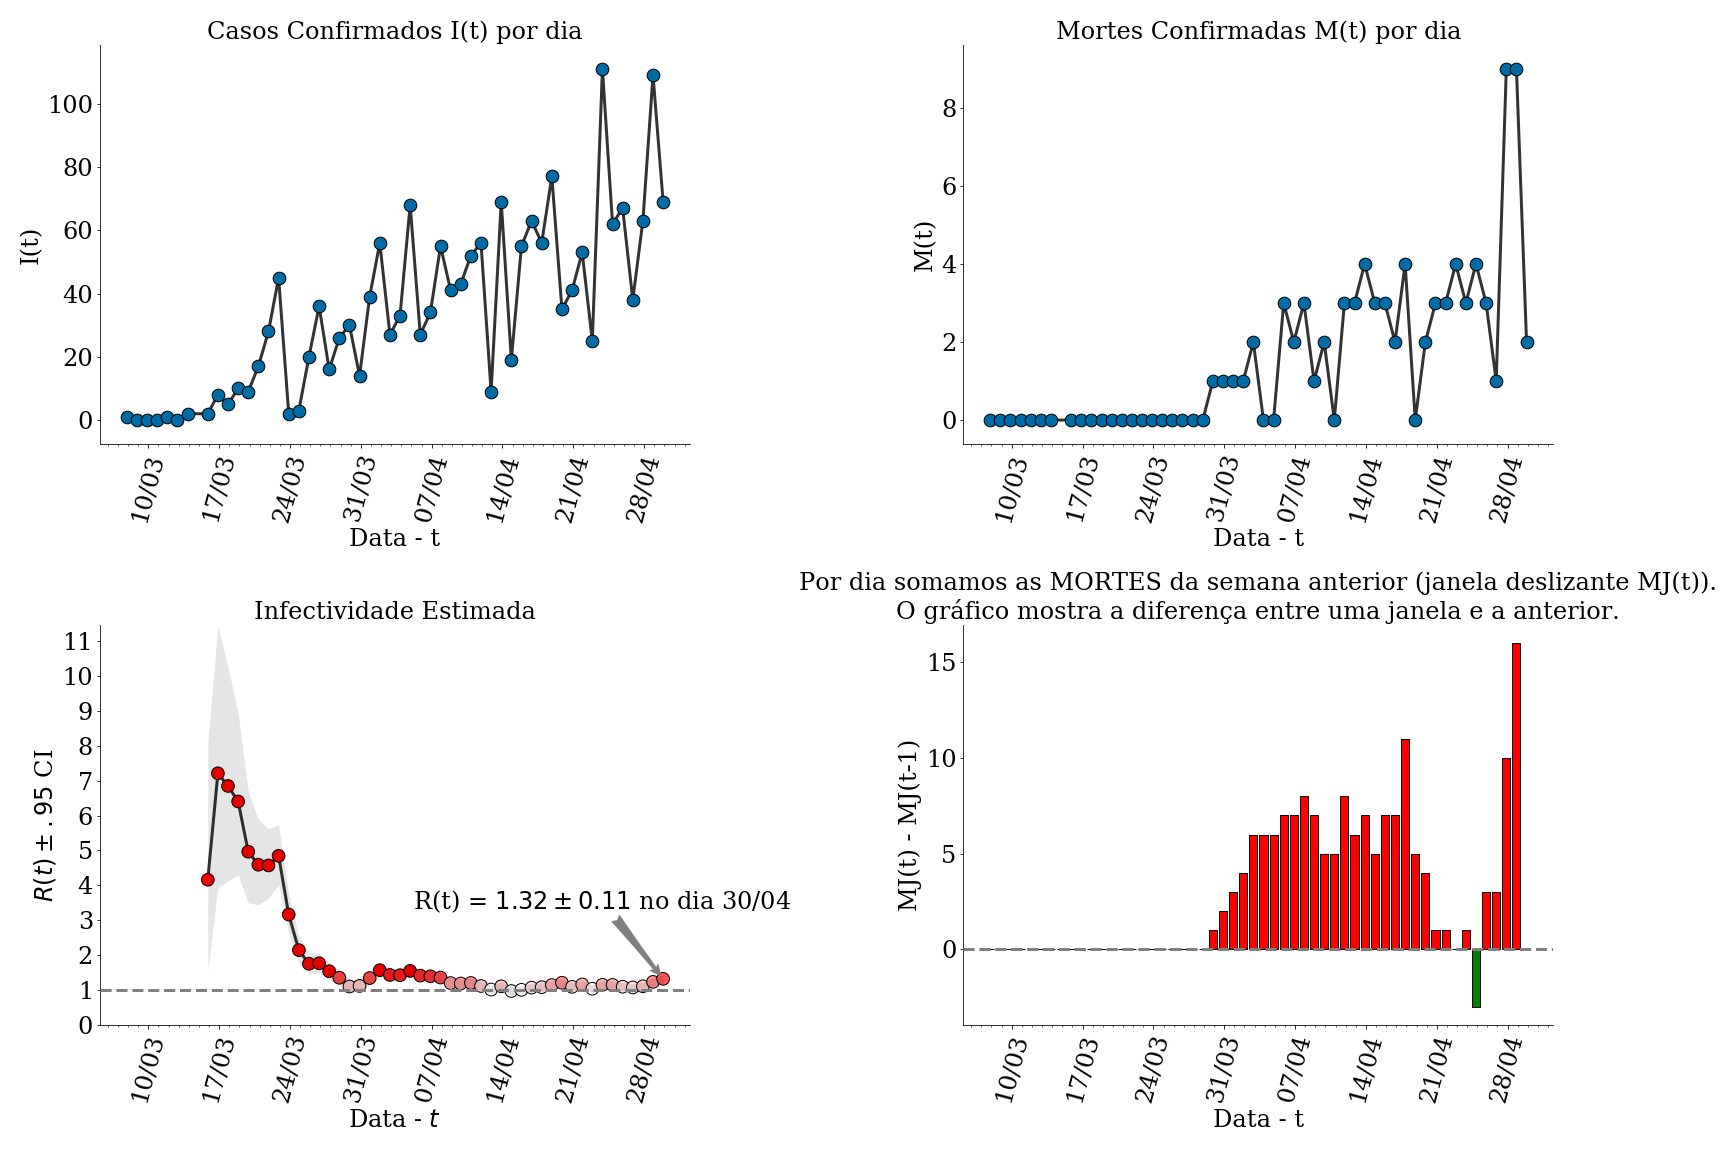 Casos Confirmados I(t) por dia
I(t)
100
80
60
40
20
0
10/03 17/03 24/03 31/03 07/04 14/04 21/04 28/04
Data - t
Mortes Confirmadas M(t) por dia
M(t)
8
6
4
2
0
10/03 17/03 24/03 31/03 07/04 14/04 21/04 28/04
Data - t
Infectividade Estimada
R(t) ± .95 CI
11
10
9
8
7
6
5
4
3
2
1
0
R(t) = 1.32 ± 0.11 no dia 30/04
10/03 17/03 24/03 31/03 07/04 14/04 21/04 28/04
Data - t
Por dia somamos as MORTES da semana anterior (janela deslizante MJ(t)).
O gráfico mostra a diferença entre uma janela e a anterior.
MJ(t) - MJ(t-1)
15
10
5
0
10/03 17/03 24/03 31/03 07/04 14/04 21/04 28/04
Data - t